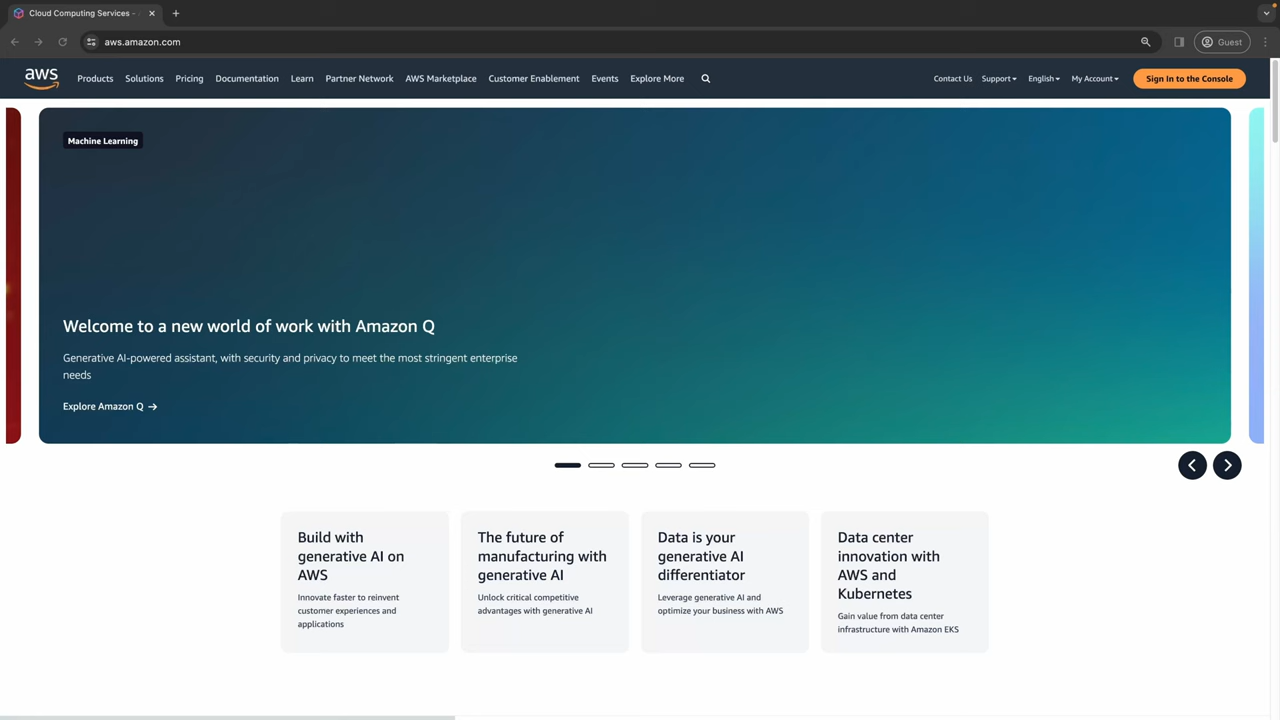 Cloud Computing Services -
aws.amazon.com
Guest
aws
Products
Solutions
Pricing
Documentation
Learn
Partner Network
AWS Marketplace
Customer Enablement
Events
Explore More
Contact Us
Support
English
My Account
Sign In to the Console
Machine Learning
Welcome to a new world of work with Amazon Q
Generative AI-powered assistant, with security and privacy to meet the most stringent enterprise
needs
Explore Amazon Q →
Build with
generative AI on
AWS
Innovate faster to reinvent
customer experiences and
applications
The future of
manufacturing with
generative AI
Unlock critical competitive
advantages with generative AI
Data is your
generative AI
differentiator
Leverage generative AI and
optimize your business with AWS
Data center
innovation with
AWS and
Kubernetes
Gain value from data center
infrastructure with Amazon EKS